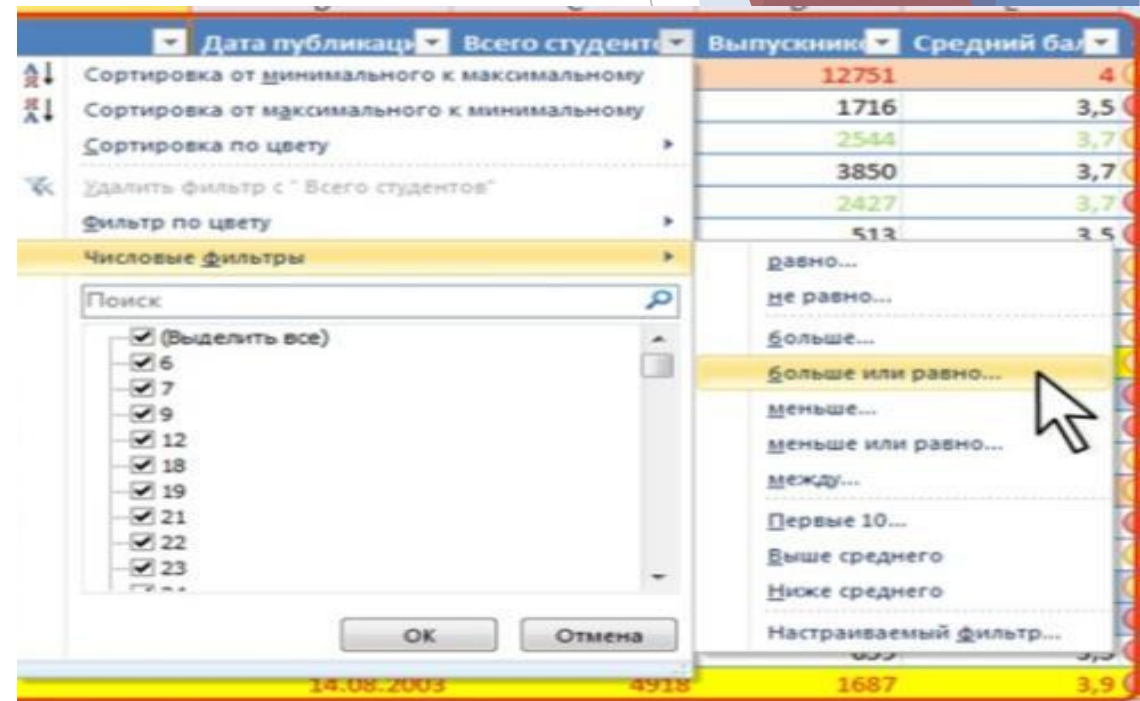 Дата публикаци Всего студенто Выпускнико Средний бал
Сортировка от минимального к максимальному 12751 4
Сортировка от максимального к минимальному 1716 3,5
Сортировка по цвету 2544 3,7
Удалить фильтр с " Всего студентов" 3850 3,7
Фильтр по цвету 2427 3,7
513 3,5
Числовые фильтры
Поиск
(Выделить все)
6
7
9
12
18
19
21
22
23
ОК Отмена
равно...
не равно...
больше...
больше или равно...
меньше...
меньше или равно...
между...
Первые 10...
Выше среднего
Ниже среднего
Настраиваемый фильтр...
14.08.2003 4918 1687 3,9